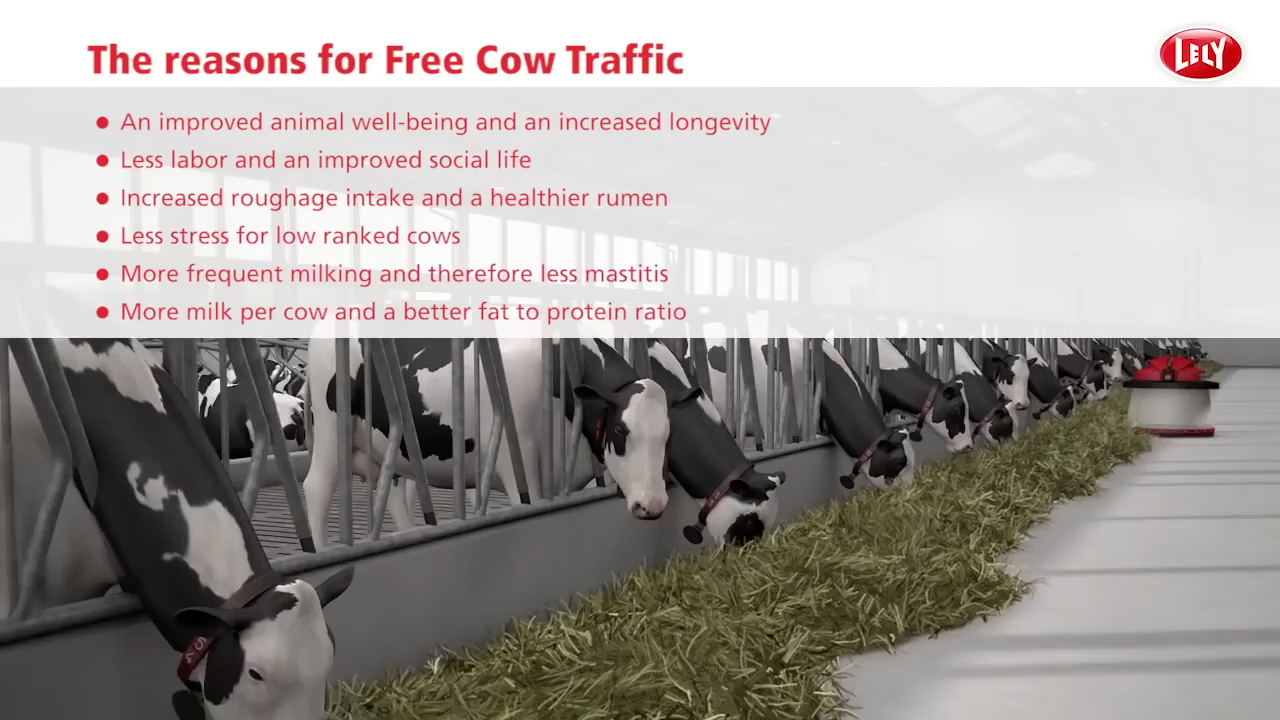 The reasons for Free Cow Traffic
LELY
● An improved animal well-being and an increased longevity
● Less labor and an improved social life
● Increased roughage intake and a healthier rumen
● Less stress for low ranked cows
● More frequent milking and therefore less mastitis
● More milk per cow and a better fat to protein ratio